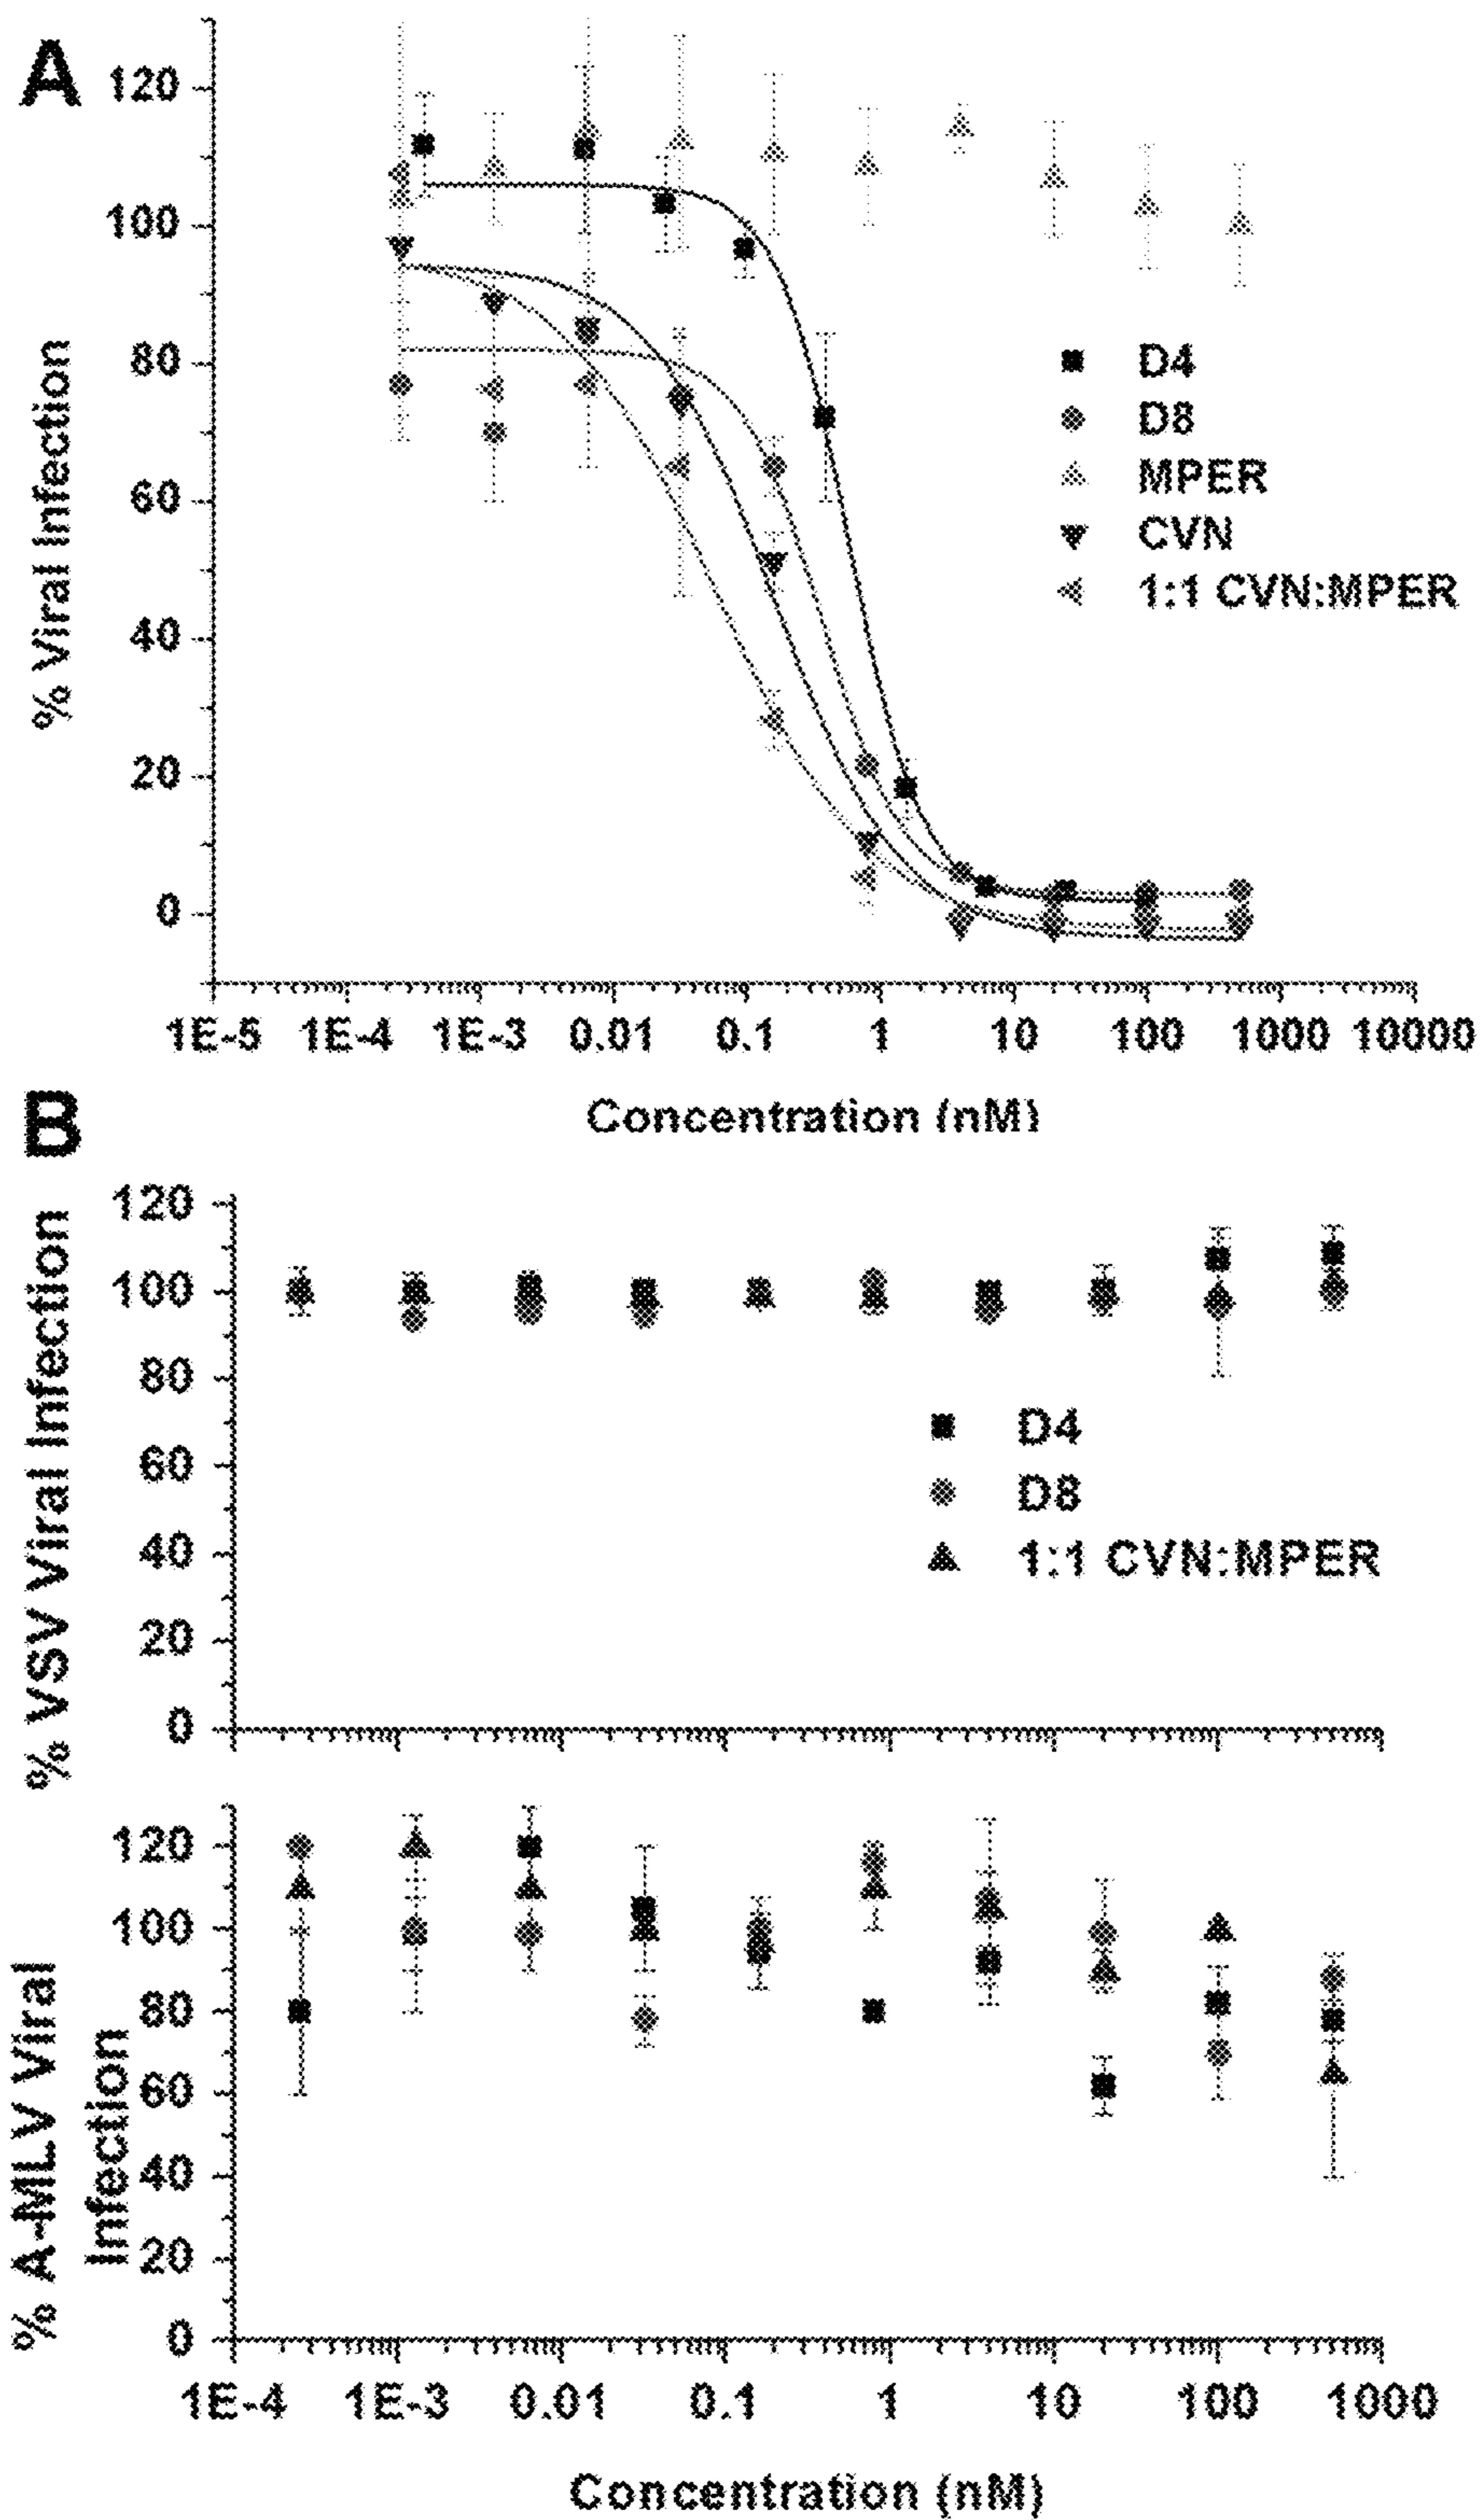 A
120
100
80
60
40
20
0
% Viral Infection
D4
D8
MPER
CVN
1:1 CVN:MPER
1E-5 1E-4 1E-3 0.01 0.1 1 10 100 1000 10000
Concentration (nM)
B
120
100
80
60
40
20
0
% VSV Viral Infection
D4
D8
1:1 CVN:MPER
120
100
80
60
40
20
0
% A-MLV Viral
Infection
1E-4 1E-3 0.01 0.1 1 10 100 1000
Concentration (nM)